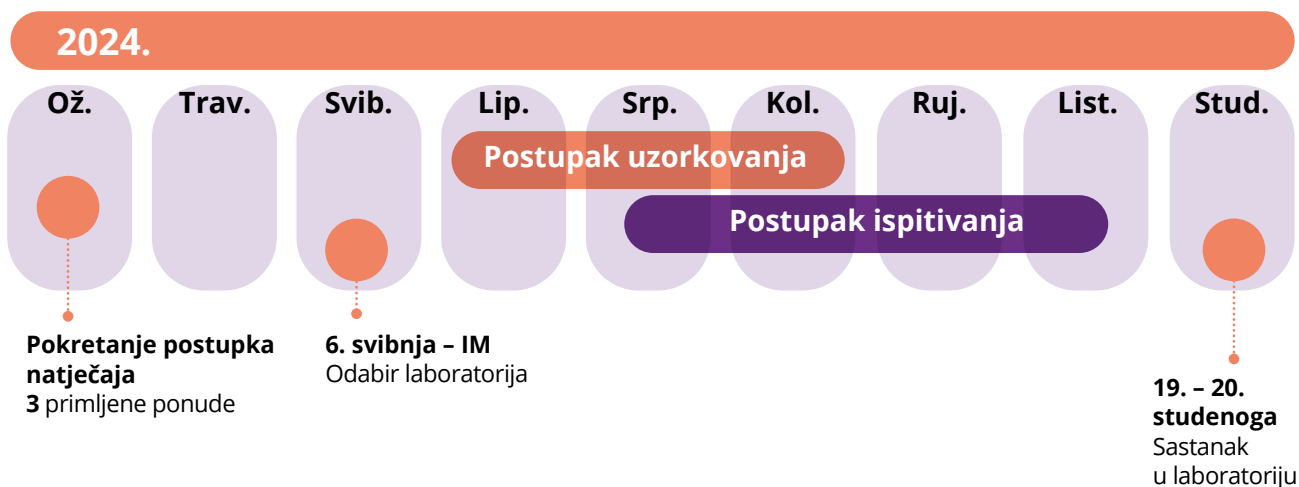 2024.
Ož. Trav. Svib. Lip. Srp. Kol. Ruj. List. Stud.
Postupak uzorkovanja
Postupak ispitivanja
Pokretanje postupka
natječaja
3 primljene ponude
6. svibnja – IM
Odabir laboratorija
19. – 20.
studenoga
Sastanak
u laboratoriju